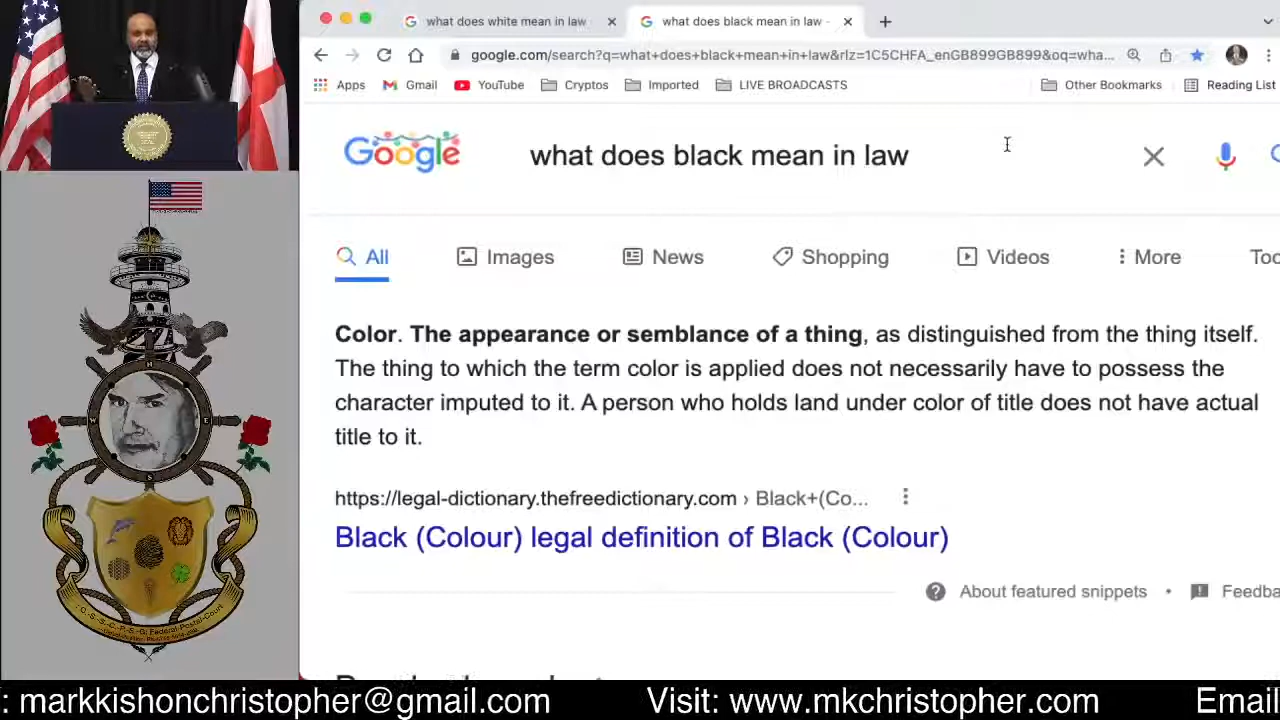 what does white mean in law
what does black mean in law -
google.com/search?q=what+does+black+mean+in+law&rlz=1C5CHFA_enGB899GB899&oq=wha...
Apps
Gmail
YouTube
Cryptos
Imported
LIVE BROADCASTS
Other Bookmarks
Reading List
Google
what does black mean in law
All
Images
News
Shopping
Videos
More
Too
Color. The appearance or semblance of a thing, as distinguished from the thing itself.
The thing to which the term color is applied does not necessarily have to possess the
character imputed to it. A person who holds land under color of title does not have actual
title to it.
https://legal-dictionary.thefreedictionary.com › Black+(Co...
Black (Colour) legal definition of Black (Colour)
About featured snippets
•
Feedba
N
W
E
S
Federal-Postal-Court
: markkishonchristopher@gmail.com
Visit: www.mkchristopher.com
Email